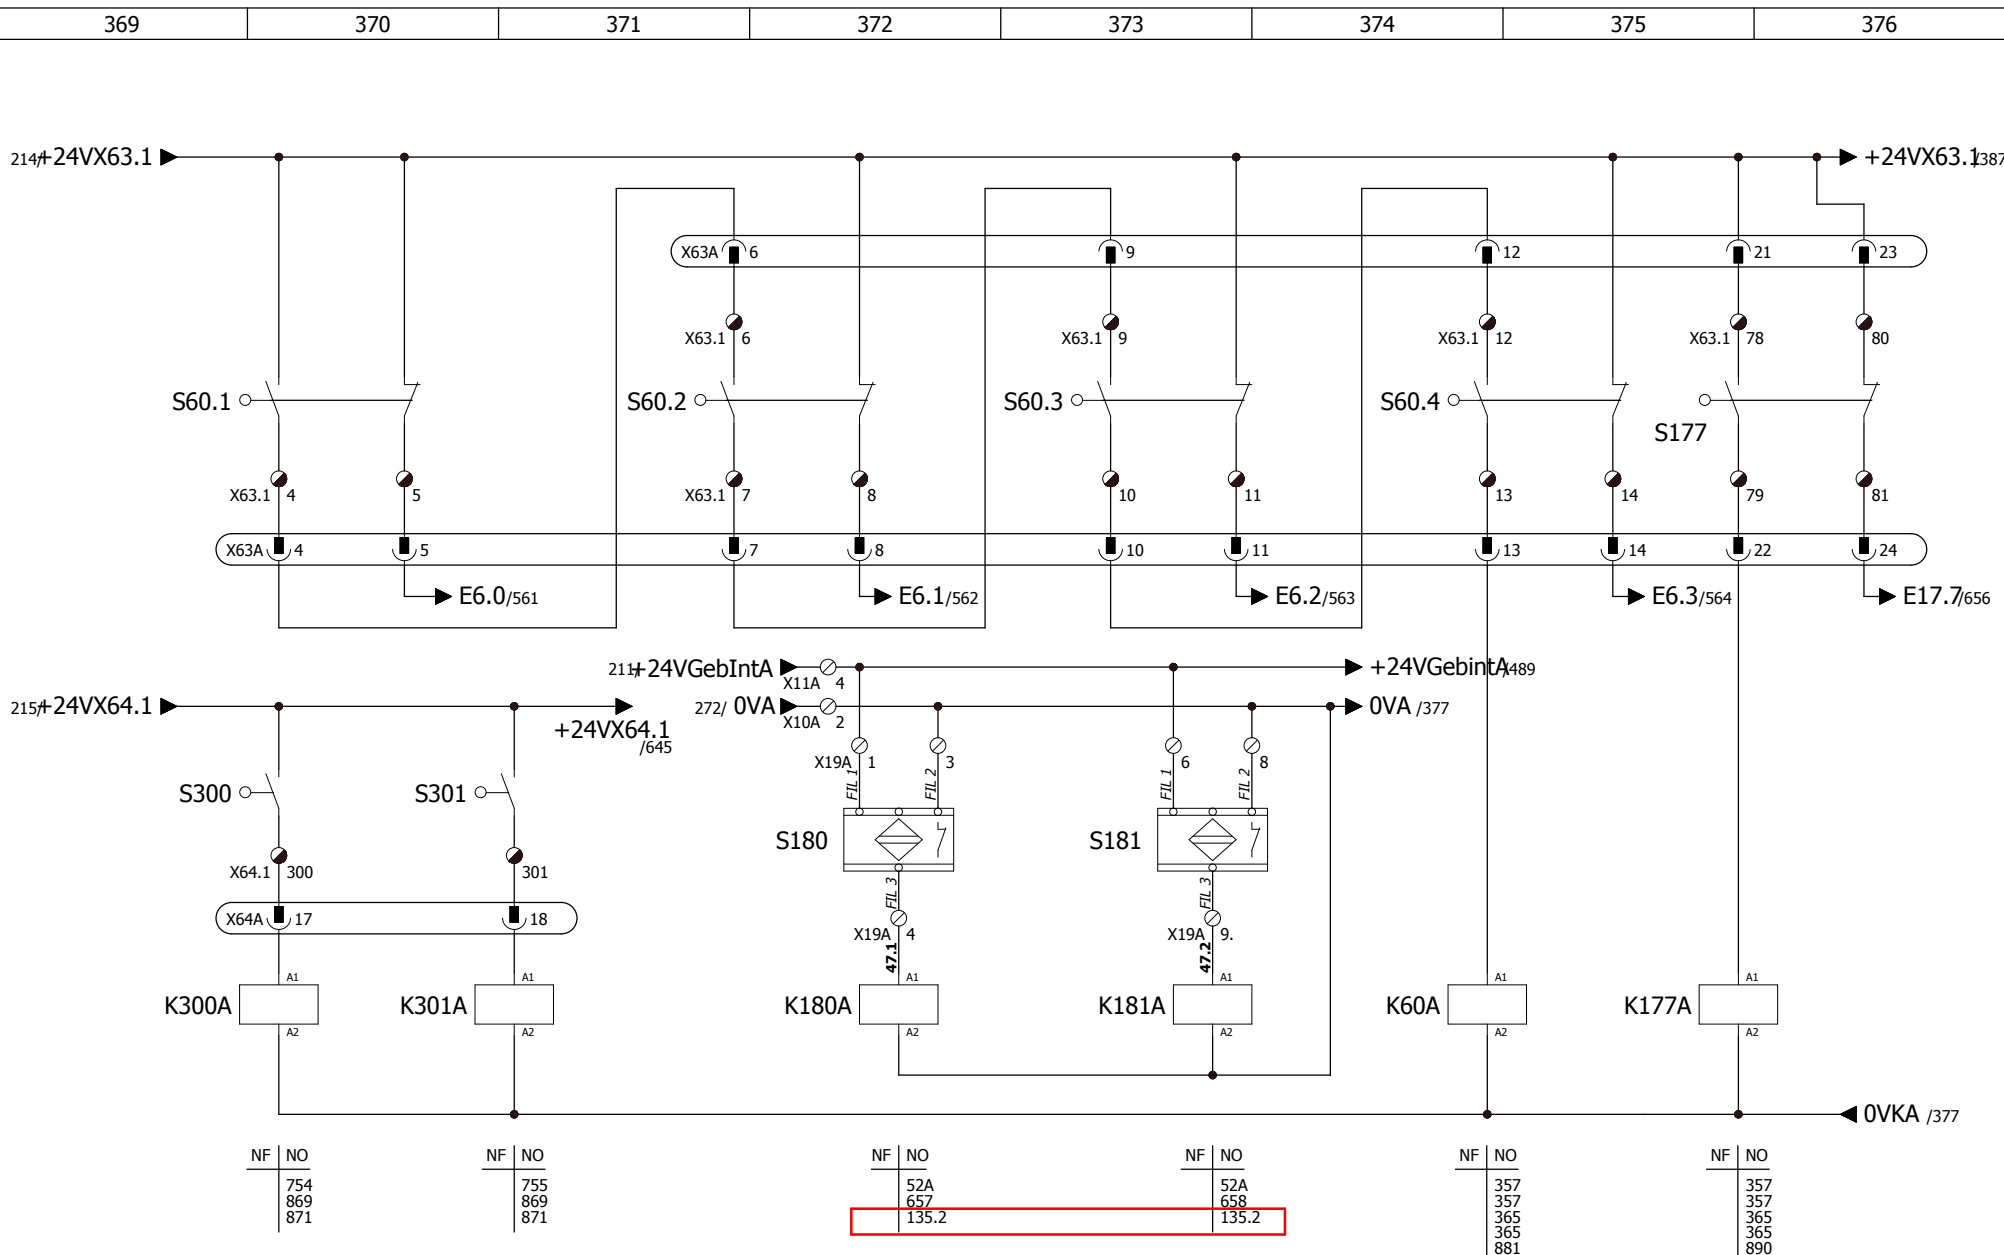 369 370 371 372 373 374 375 376
214/+24VX63.1 +24VX63.1/387
X63A 6 9 12 21 23
X63.1 6 X63.1 9 X63.1 12 X63.1 78 80
S60.1 S60.2 S60.3 S60.4 S177
X63.1 4 5 X63.1 7 8 10 11 13 14 79 81
X63A 4 5 7 8 10 11 13 14 22 24
E6.0/561 E6.1/562 E6.2/563 E6.3/564 E17.7/656
211/+24VGebIntA X11A 4 +24VGebintA/489
215/+24VX64.1 +24VX64.1 /645 272/ 0VA X10A 2 0VA /377
X19A 1 3 6 8
FIL 1 FIL 2 FIL 1 FIL 2
S300 S301 S180 S181
X64.1 300 301 FIL 3 FIL 3
X64A 17 18 X19A 4 X19A 9.
47.1 47.2
A1 A1 A1 A1 A1 A1
K300A K301A K180A K181A K60A K177A
A2 A2 A2 A2 A2 A2
0VKA /377
NF NO NF NO NF NO NF NO NF NO NF NO
754 755 52A 52A 357 357
869 869 657 658 357 357
871 871 135.2 135.2 365 365
365 365
881 890